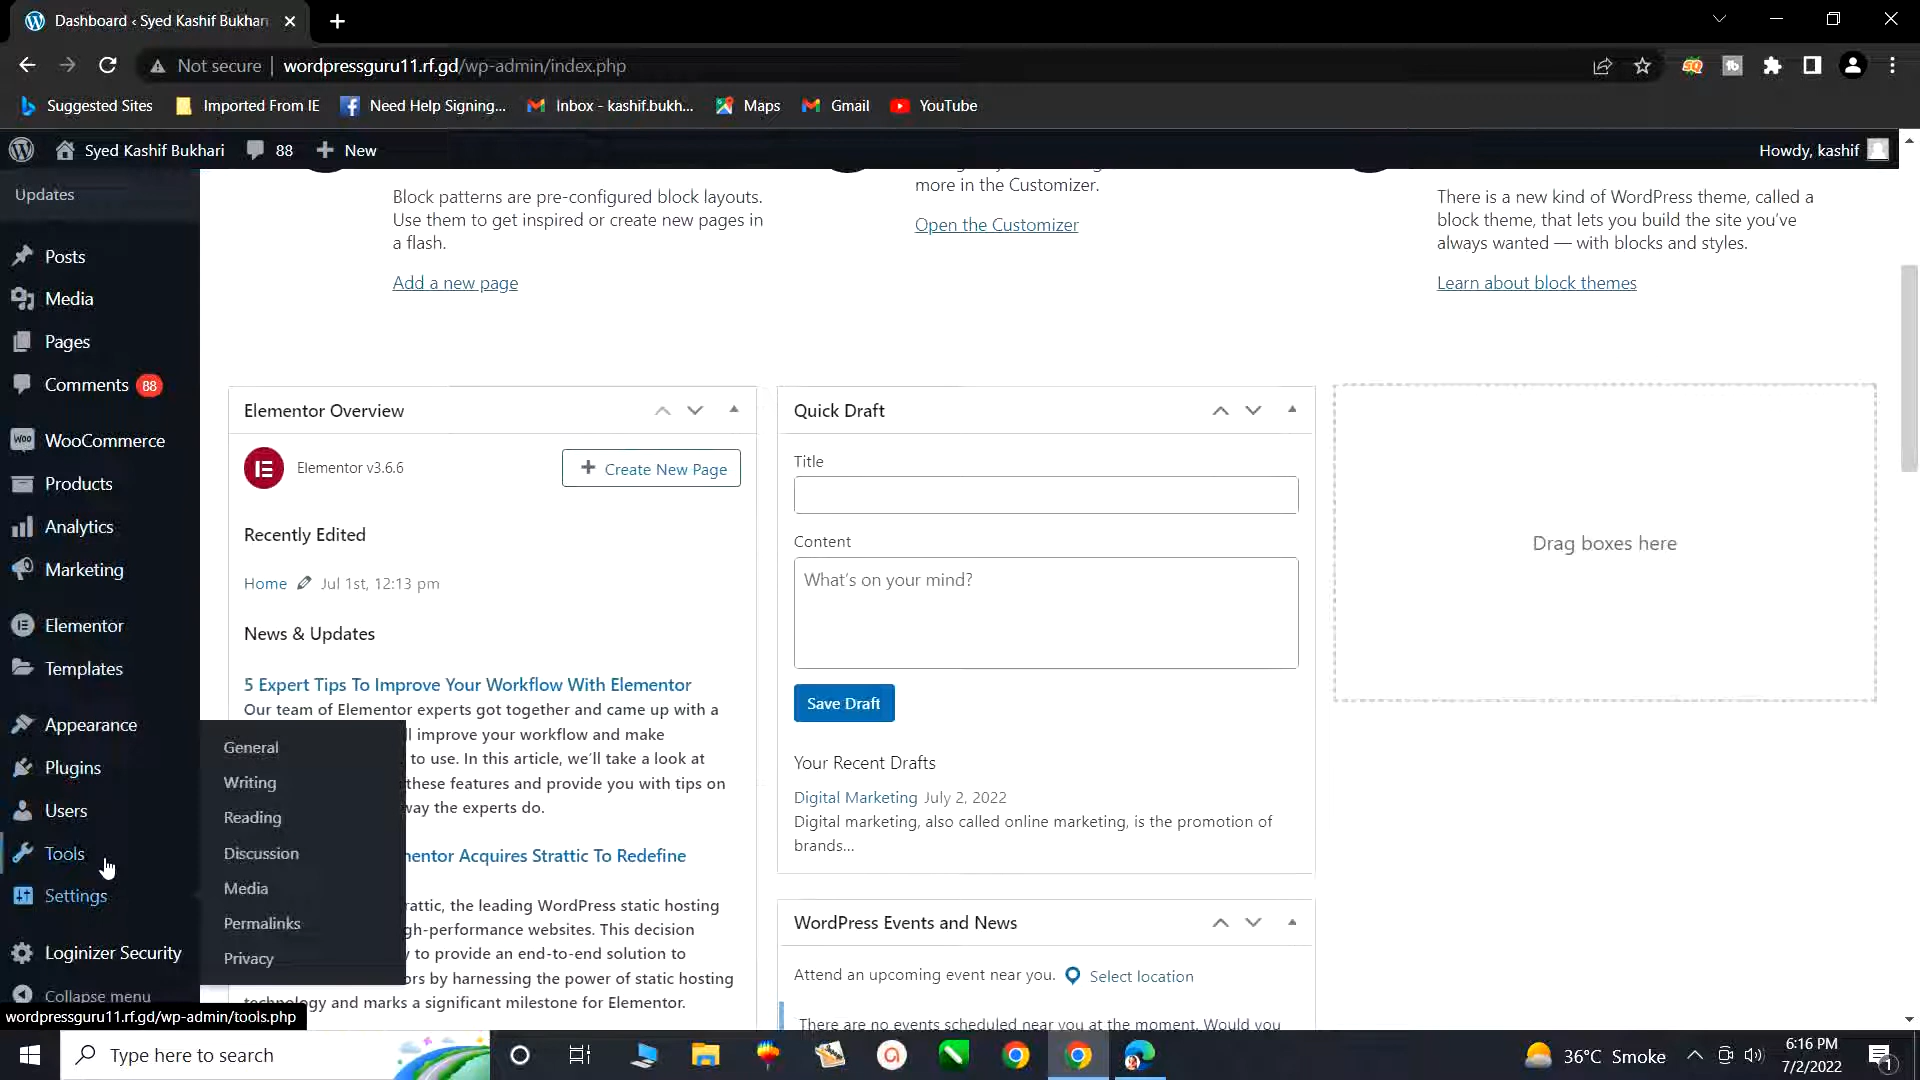 Dashboard ‹ Syed Kashif Bukhari
Not secure
wordpressguru11.rf.gd/wp-admin/index.php
Suggested Sites
Imported From IE
Need Help Signing...
Inbox - kashif.bukh...
Maps
Gmail
YouTube
Syed Kashif Bukhari
88
New
Howdy, kashif
Updates
Posts
Media
Pages
Comments 88
WooCommerce
Products
Analytics
Marketing
Elementor
Templates
Appearance
Plugins
Users
Tools
Settings
Loginizer Security
Collapse menu
General
Writing
Reading
Discussion
Media
Permalinks
Privacy
Block patterns are pre-configured block layouts.
Use them to get inspired or create new pages in
a flash.
Add a new page
more in the Customizer.
Open the Customizer
There is a new kind of WordPress theme, called a
block theme, that lets you build the site you've
always wanted — with blocks and styles.
Learn about block themes
Elementor Overview
Elementor v3.6.6
Create New Page
Recently Edited
Home
Jul 1st, 12:13 pm
News & Updates
5 Expert Tips To Improve Your Workflow With Elementor
Our team of Elementor experts got together and came up with a
l improve your workflow and make
to use. In this article, we'll take a look at
these features and provide you with tips on
way the experts do.
mentor Acquires Strattic To Redefine
rattic, the leading WordPress static hosting
gh-performance websites. This decision
y to provide an end-to-end solution to
ors by harnessing the power of static hosting
technology and marks a significant milestone for Elementor.
Quick Draft
Title
Content
What's on your mind?
Save Draft
Your Recent Drafts
Digital Marketing July 2, 2022
Digital marketing, also called online marketing, is the promotion of
brands...
WordPress Events and News
Attend an upcoming event near you.
Select location
There are no events scheduled near you at the moment. Would you
Drag boxes here
wordpressguru11.rf.gd/wp-admin/tools.php
Type here to search
36°C Smoke
6:16 PM
7/2/2022
1